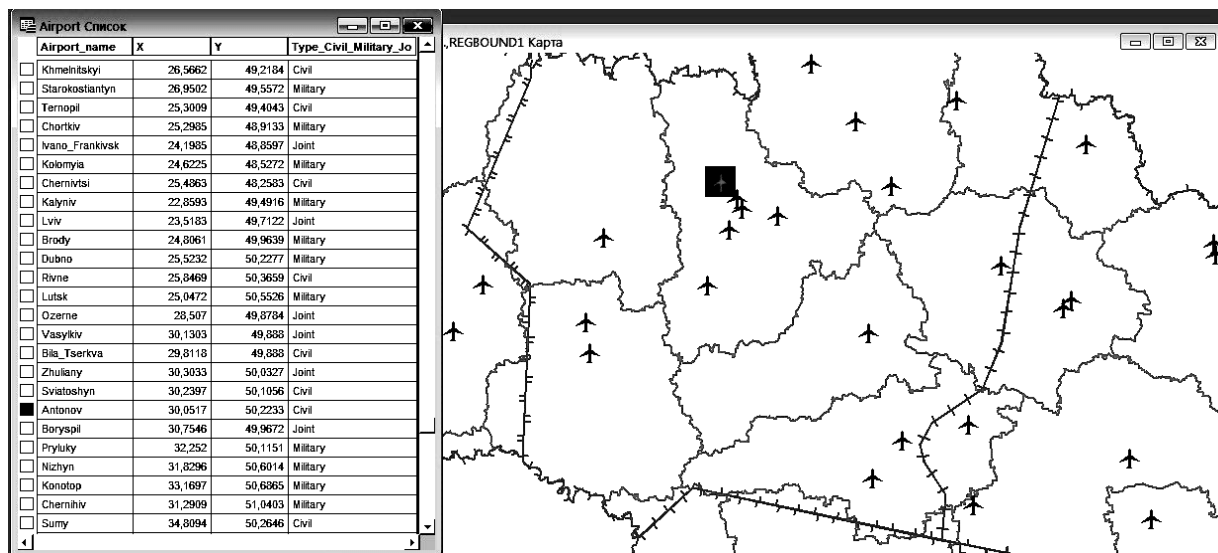 Airport Список
Airport_name X Y Type_Civil_Military_Jo
Khmelnitskyi 26,5662 49,2184 Civil
Starokostiantyn 26,9502 49,5572 Military
Ternopil 25,3009 49,4043 Civil
Chortkiv 25,2985 48,9133 Military
Ivano_Frankivsk 24,1985 48,8597 Joint
Kolomyia 24,6225 48,5272 Military
Chernivtsi 25,4863 48,2583 Civil
Kalyniv 22,8593 49,4916 Military
Lviv 23,5183 49,7122 Joint
Brody 24,8061 49,9639 Military
Dubno 25,5232 50,2277 Military
Rivne 25,8469 50,3659 Civil
Lutsk 25,0472 50,5526 Military
Ozerne 28,507 49,8784 Joint
Vasylkiv 30,1303 49,888 Joint
Bila_Tserkva 29,8118 49,888 Civil
Zhuliany 30,3033 50,0327 Joint
Sviatoshyn 30,2397 50,1056 Civil
Antonov 30,0517 50,2233 Civil
Boryspil 30,7546 49,9672 Joint
Pryluky 32,252 50,1151 Military
Nizhyn 31,8296 50,6014 Military
Konotop 33,1697 50,6865 Military
Chernihiv 31,2909 51,0403 Military
Sumy 34,8094 50,2646 Civil
.,REGBOUND1 Карта